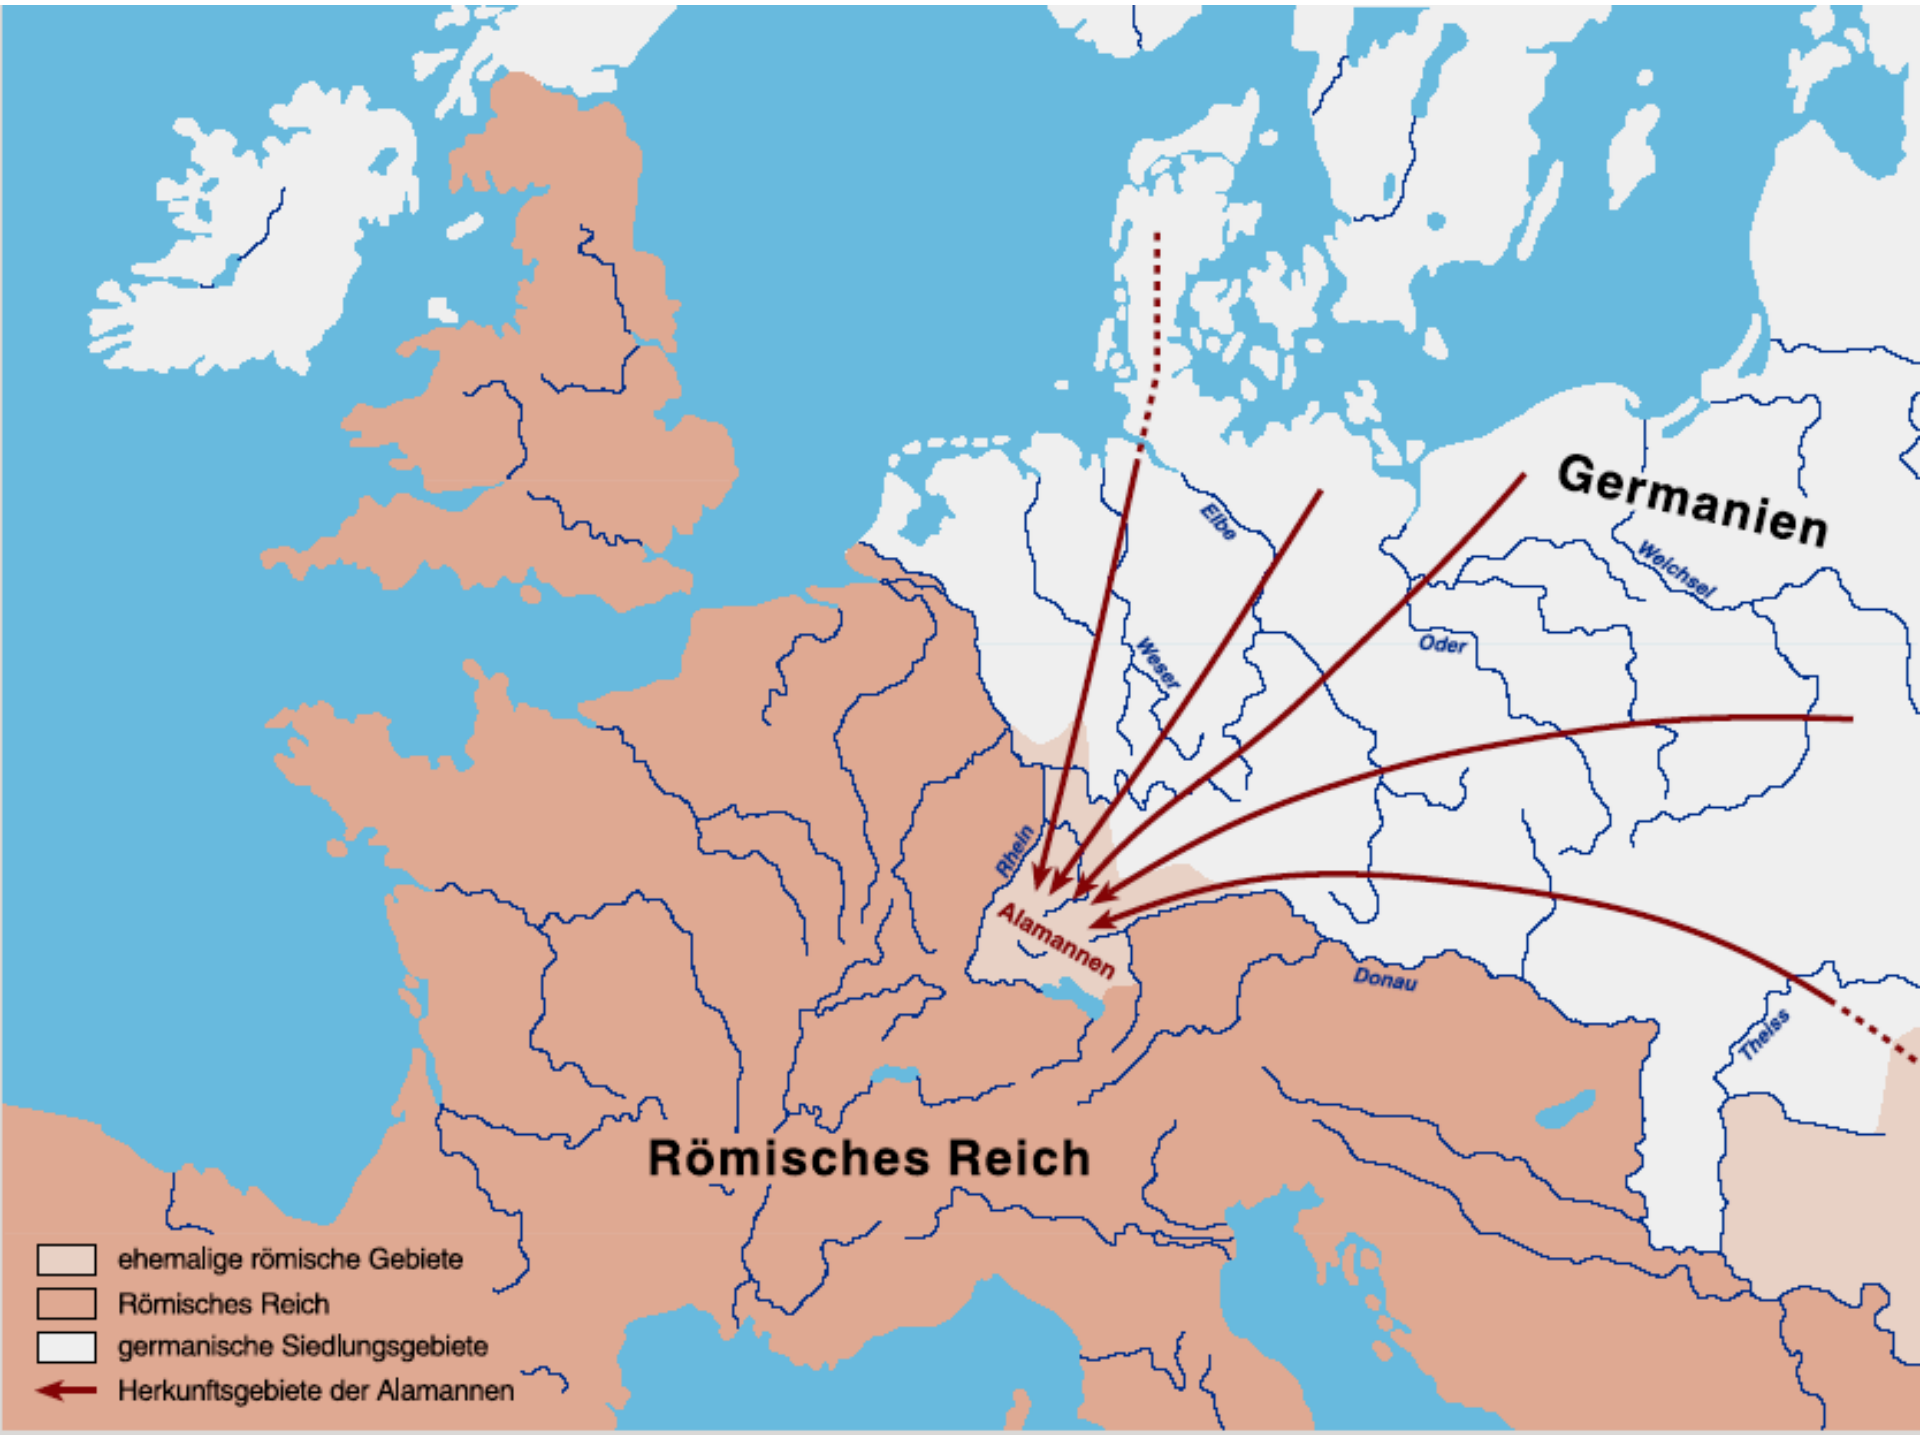 Germanien
Elbe
Weichsel
Weser
Oder
Rhein
Alamannen
Donau
Theiss
Römisches Reich
ehemalige römische Gebiete
Römisches Reich
germanische Siedlungsgebiete
Herkunftsgebiete der Alamannen